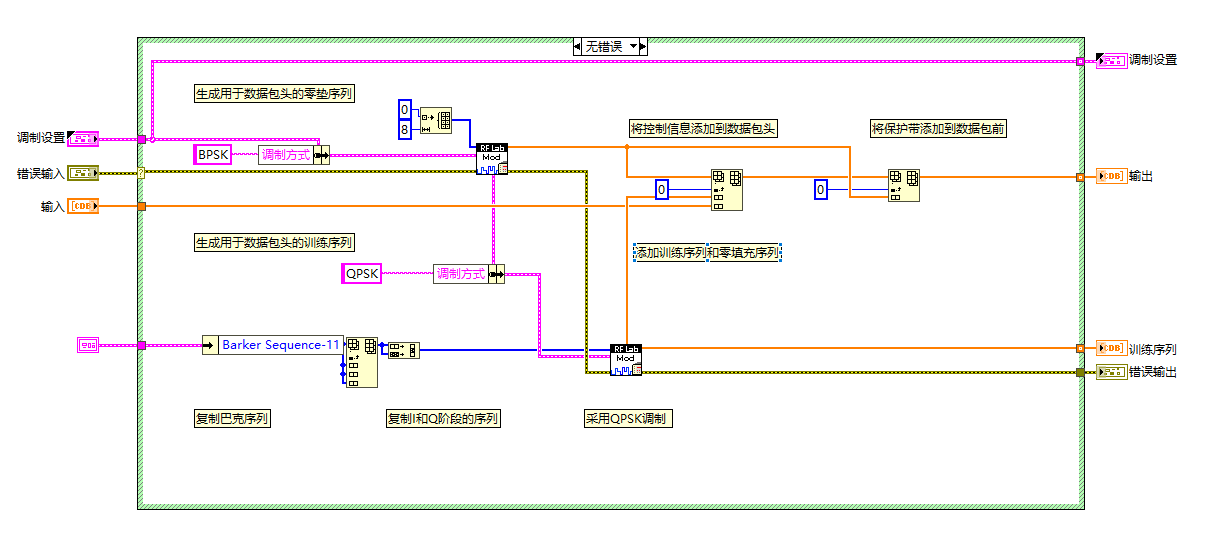 无错误
调制设置
生成用于数据包头的零垫序列
0
8
将控制信息添加到数据包头
将保护带添加到数据包前
调制设置
BPSK
调制方式
RF Lab
Mod
错误输入
?
输出
0
0
输入
CDB
CDB
生成用于数据包头的训练序列
添加训练序列和零填充序列
QPSK
调制方式
Barker Sequence-11
RF Lab
Mod
CDB
训练序列
错误输出
复制巴克序列
复制I和Q阶段的序列
采用QPSK调制